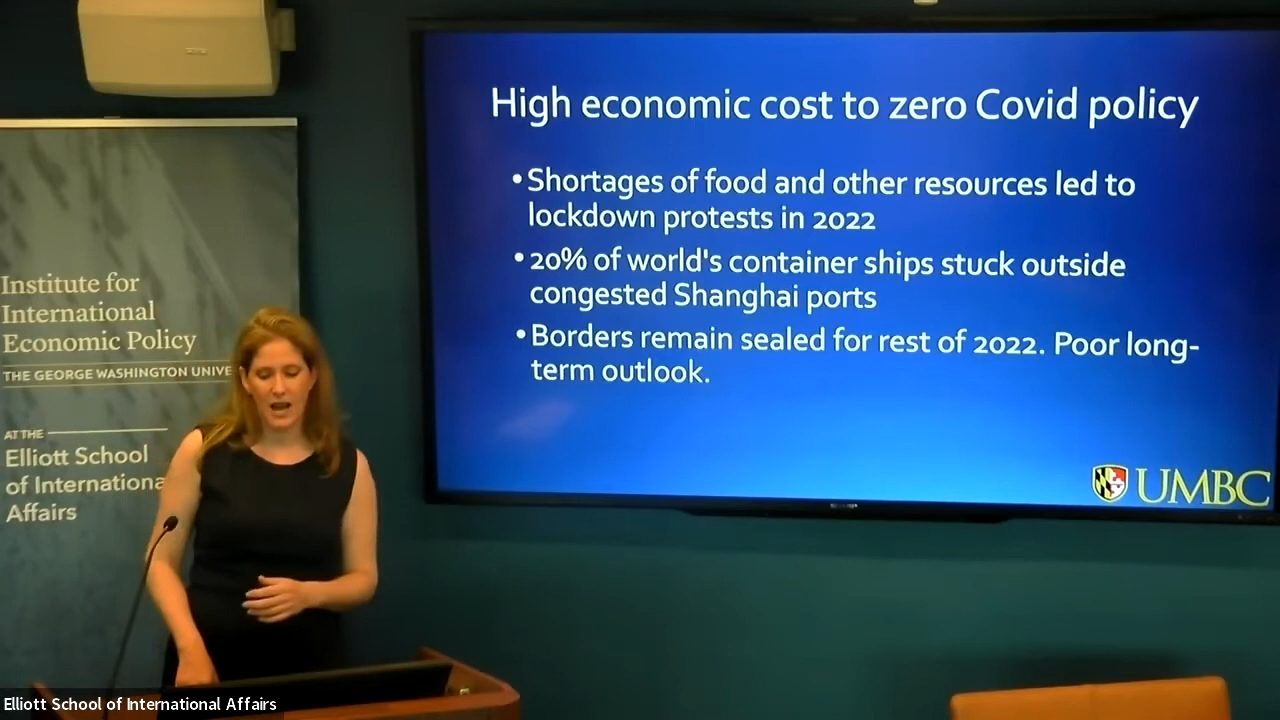 Institute for
International
Economic Policy
THE GEORGE WASHINGTON UNIVE
AT THE
Elliott School
of Internationa
Affairs
High economic cost to zero Covid policy
•Shortages of food and other resources led to
lockdown protests in 2022
•20% of world's container ships stuck outside
congested Shanghai ports
•Borders remain sealed for rest of 2022. Poor long-
term outlook.
UMBC
Elliott School of International Affairs